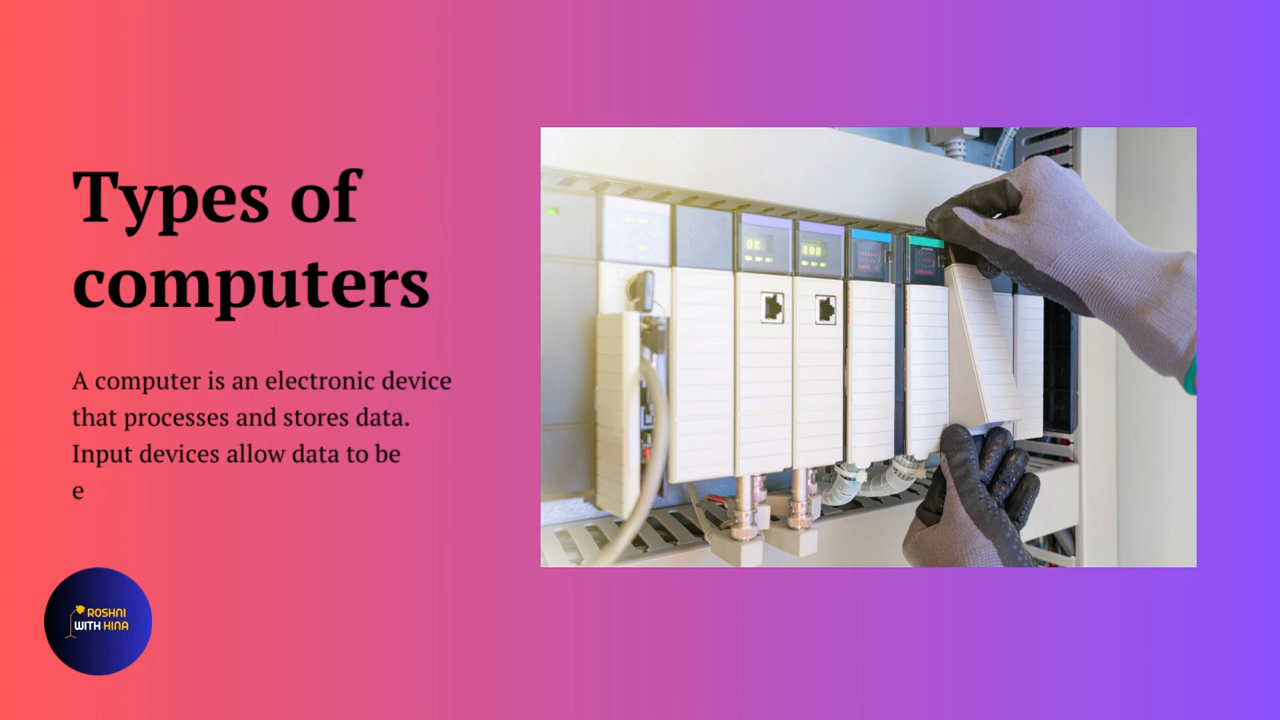 Types of
computers
A computer is an electronic device
that processes and stores data.
Input devices allow data to be
e
ROSHNI
WITH HINA
OK